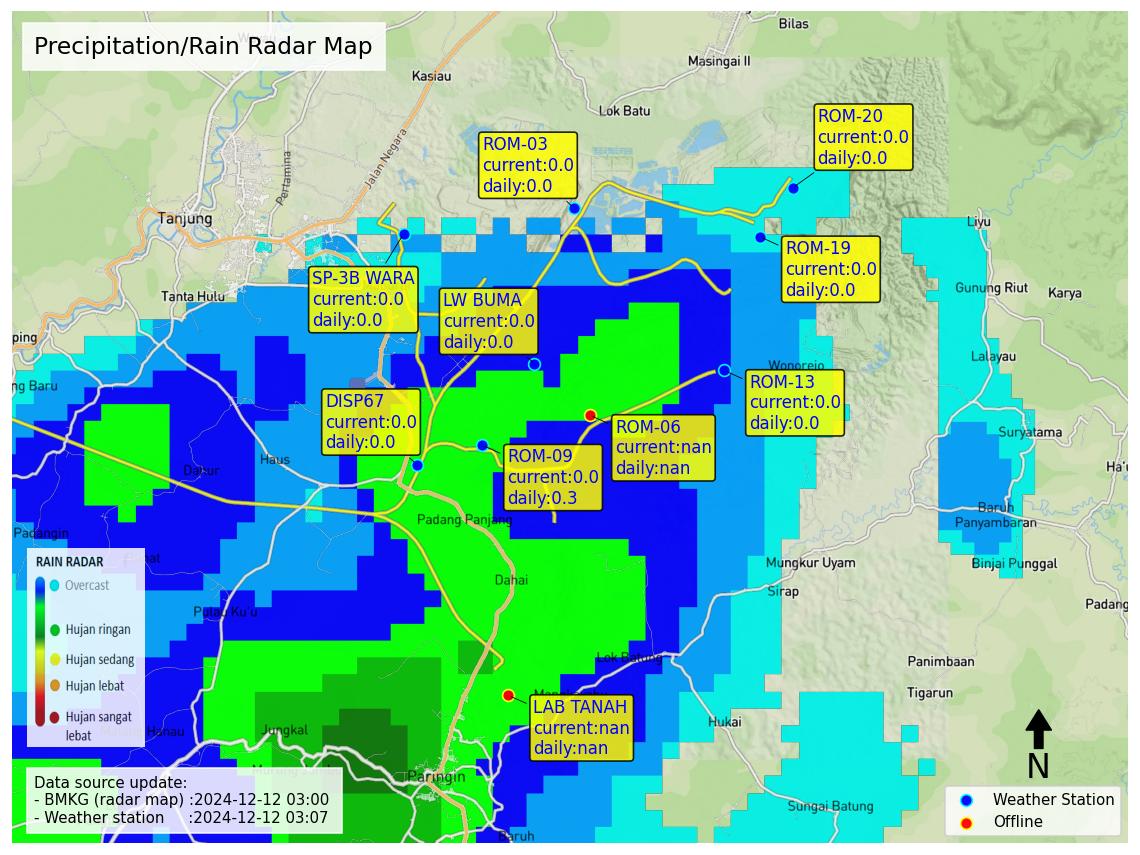 Precipitation/Rain Radar Map
Bilas
Masingai II
Kasiau
Lok Batu
Jalan Negara
Pertamina
Tanjung
ROM-03
current:0.0
daily:0.0
ROM-20
current:0.0
daily:0.0
ROM-19
current:0.0
daily:0.0
SP-3B WARA
current:0.0
daily:0.0
LW BUMA
current:0.0
daily:0.0
Liyu
Tanta Hulu
Gunung Riut
Karya
ping
Lalayau
Wonorejo
ng Baru
ROM-13
current:0.0
daily:0.0
DISP67
current:0.0
daily:0.0
ROM-06
current:nan
daily:nan
ROM-09
current:0.0
daily:0.3
Suryatama
Haus
Dahur
Ha'u
Baruh
Panyambaran
Padang Panjang
Padangin
Mungkur Uyam
Binjai Punggal
Dahai
Sirap
Padang
Pulau Ku'u
RAIN RADAR
Overcast
Hujan ringan
Hujan sedang
Hujan lebat
Hujan sangat
lebat
Lok Batung
Panimbaan
Tigarun
LAB TANAH
current:nan
daily:nan
Hukai
Jungkal
Paringin
Sungai Batung
Baruh
N
Data source update:
- BMKG (radar map) :2024-12-12 03:00
- Weather station :2024-12-12 03:07
Weather Station
Offline